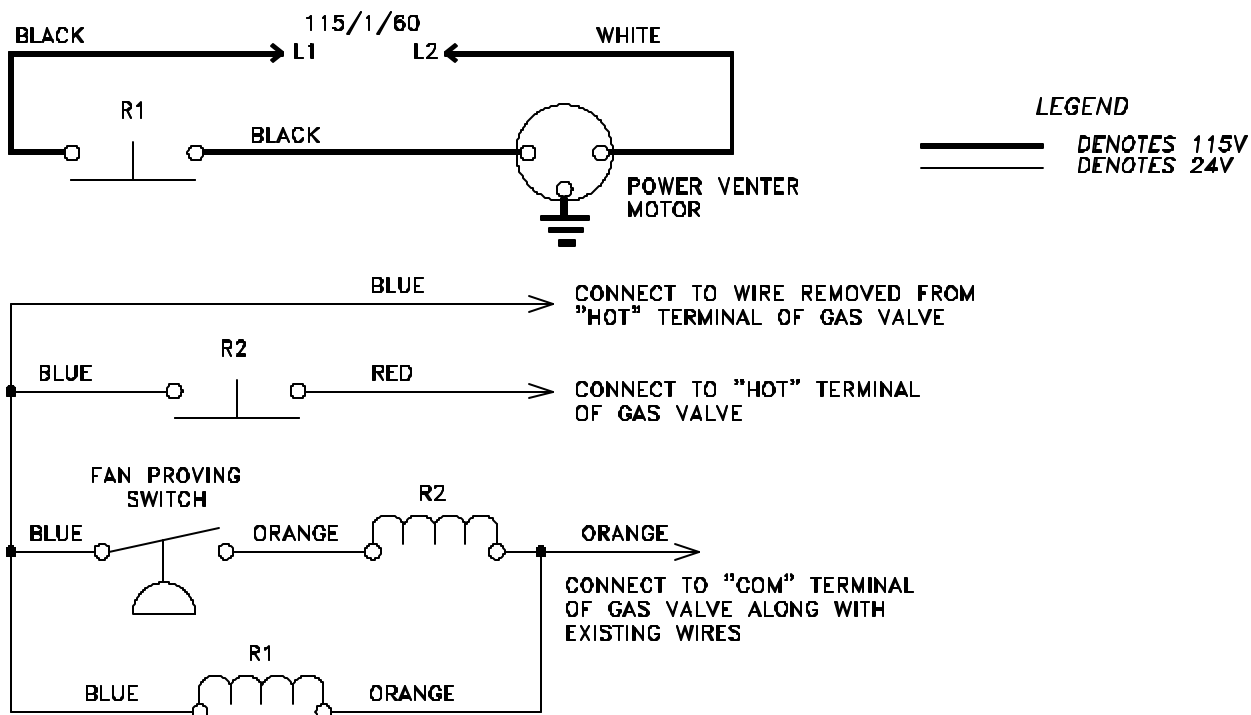 115/1/60
BLACK
L1
L2
WHITE
R1
BLACK
POWER VENTER
MOTOR
LEGEND
DENOTES 115V
DENOTES 24V
BLUE
CONNECT TO WIRE REMOVED FROM
"HOT" TERMINAL OF GAS VALVE
R2
BLUE
RED
CONNECT TO "HOT" TERMINAL
OF GAS VALVE
FAN PROVING
SWITCH
R2
BLUE
ORANGE
ORANGE
CONNECT TO "COM" TERMINAL
OF GAS VALVE ALONG WITH
EXISTING WIRES
R1
BLUE
ORANGE